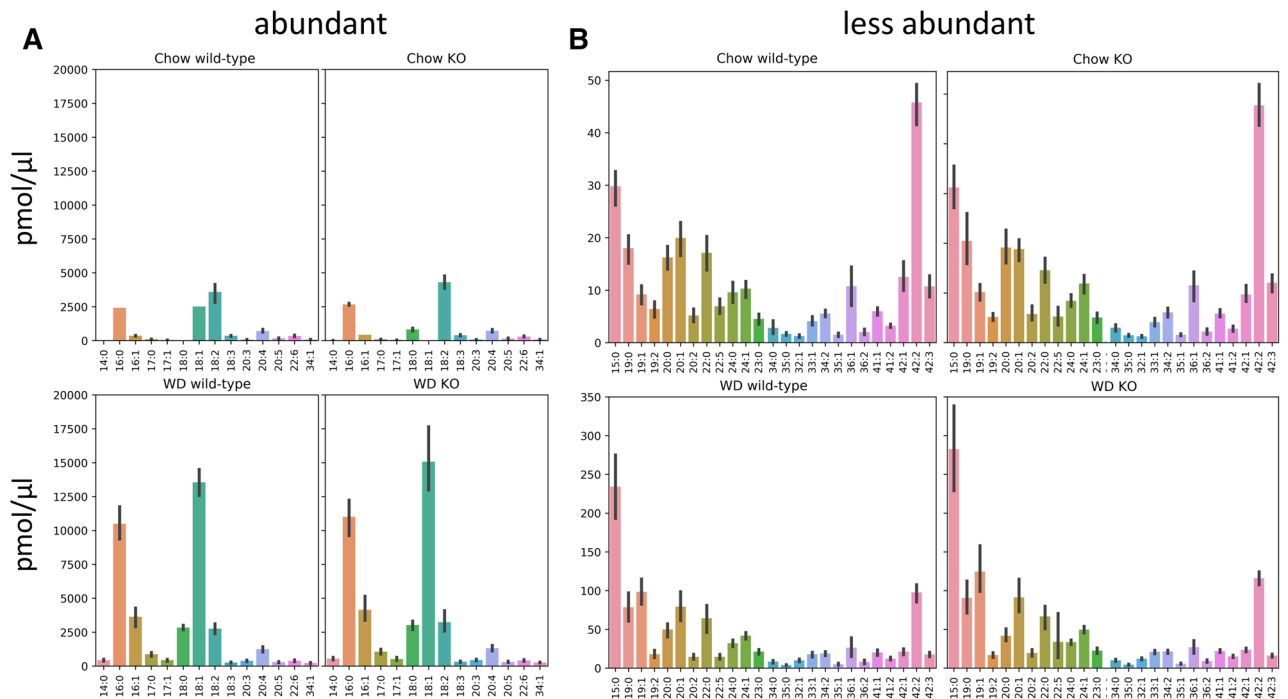 abundant
less abundant
A
B
Chow wild-type
Chow KO
Chow wild-type
Chow KO
pmol/μl
20000
17500
15000
12500
10000
7500
5000
2500
0
50
40
30
20
10
0
14:0 16:0 16:1 17:0 17:1 18:0 18:1 18:2 18:3 20:3 20:4 20:5 22:6 34:1
14:0 16:0 16:1 17:0 17:1 18:0 18:1 18:2 18:3 20:3 20:4 20:5 22:6 34:1
15:0 19:0 19:1 19:2 20:0 20:1 20:2 22:0 22:5 24:0 24:1 23:0 34:0 35:0 32:1 33:1 34:2 35:1 36:1 36:2 41:1 41:2 42:1 42:2 42:3
15:0 19:0 19:1 19:2 20:0 20:1 20:2 22:0 22:5 24:0 24:1 23:0 34:0 35:0 32:1 33:1 34:2 35:1 36:1 36:2 41:1 41:2 42:1 42:2 42:3
WD wild-type
WD KO
WD wild-type
WD KO
pmol/μl
20000
17500
15000
12500
10000
7500
5000
2500
0
350
300
250
200
150
100
50
0
14:0 16:0 16:1 17:0 17:1 18:0 18:1 18:2 18:3 20:3 20:4 20:5 22:6 34:1
14:0 16:0 16:1 17:0 17:1 18:0 18:1 18:2 18:3 20:3 20:4 20:5 22:6 34:1
15:0 19:0 19:1 19:2 20:0 20:1 20:2 22:0 22:5 24:0 24:1 23:0 34:0 35:0 32:1 33:1 34:2 35:1 36:1 36:2 41:1 41:2 42:1 42:2 42:3
15:0 19:0 19:1 19:2 20:0 20:1 20:2 22:0 22:5 24:0 24:1 23:0 34:0 35:0 32:1 33:1 34:2 35:1 36:1 36:2 41:1 41:2 42:1 42:2 42:3